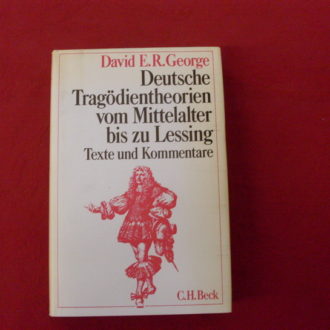 David E. R. George
Deutsche
Tragödientheorien
vom Mittelalter
bis zu Lessing
Texte und Kommentare
C.H.Beck